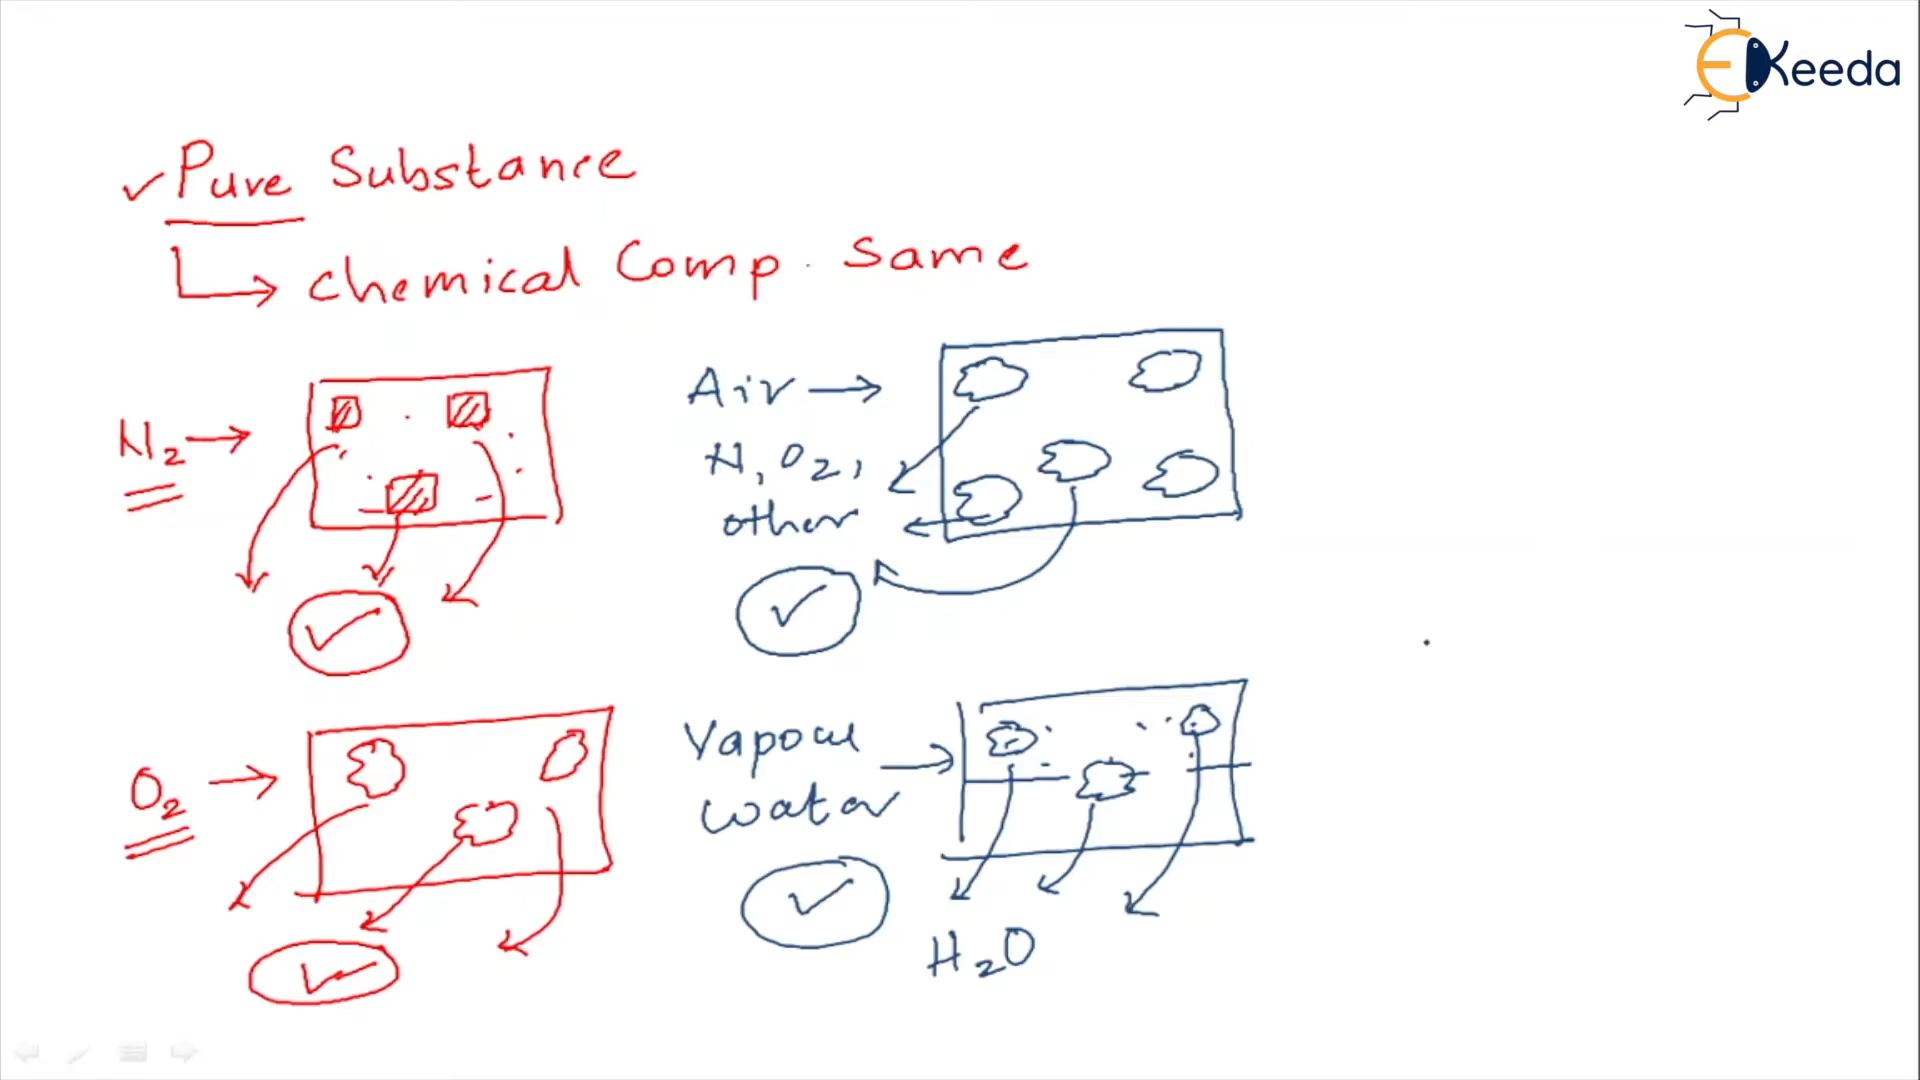 EKeeda
Pure Substance
Chemical Comp. Same
N2
Air
N, O2,
other
O2
Vapour
water
H2O